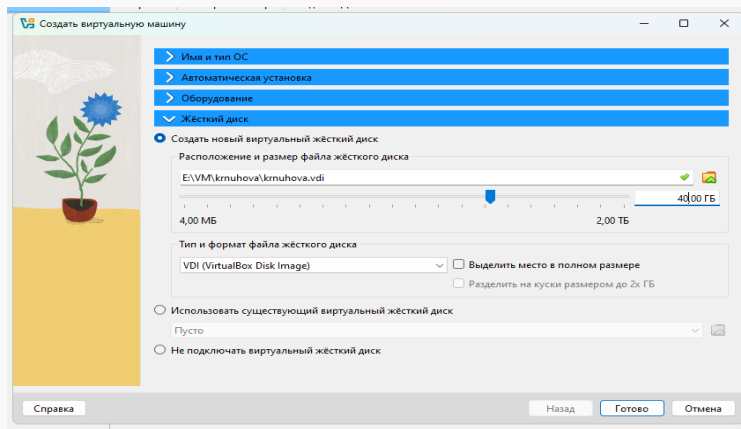 Создать виртуальную машину
Имя и тип ОС
Автоматическая установка
Оборудование
Жёсткий диск
Создать новый виртуальный жёсткий диск
Расположение и размер файла жёсткого диска
E:\VM\krnuhova\krnuhova.vdi
40,00 ГБ
4,00 МБ 2,00 ТБ
Тип и формат файла жёсткого диска
VDI (VirtualBox Disk Image) Выделить место в полном размере
Разделить на куски размером до 2х ГБ
Использовать существующий виртуальный жёсткий диск
Пусто
Не подключать виртуальный жёсткий диск
Справка Назад Готово Отмена